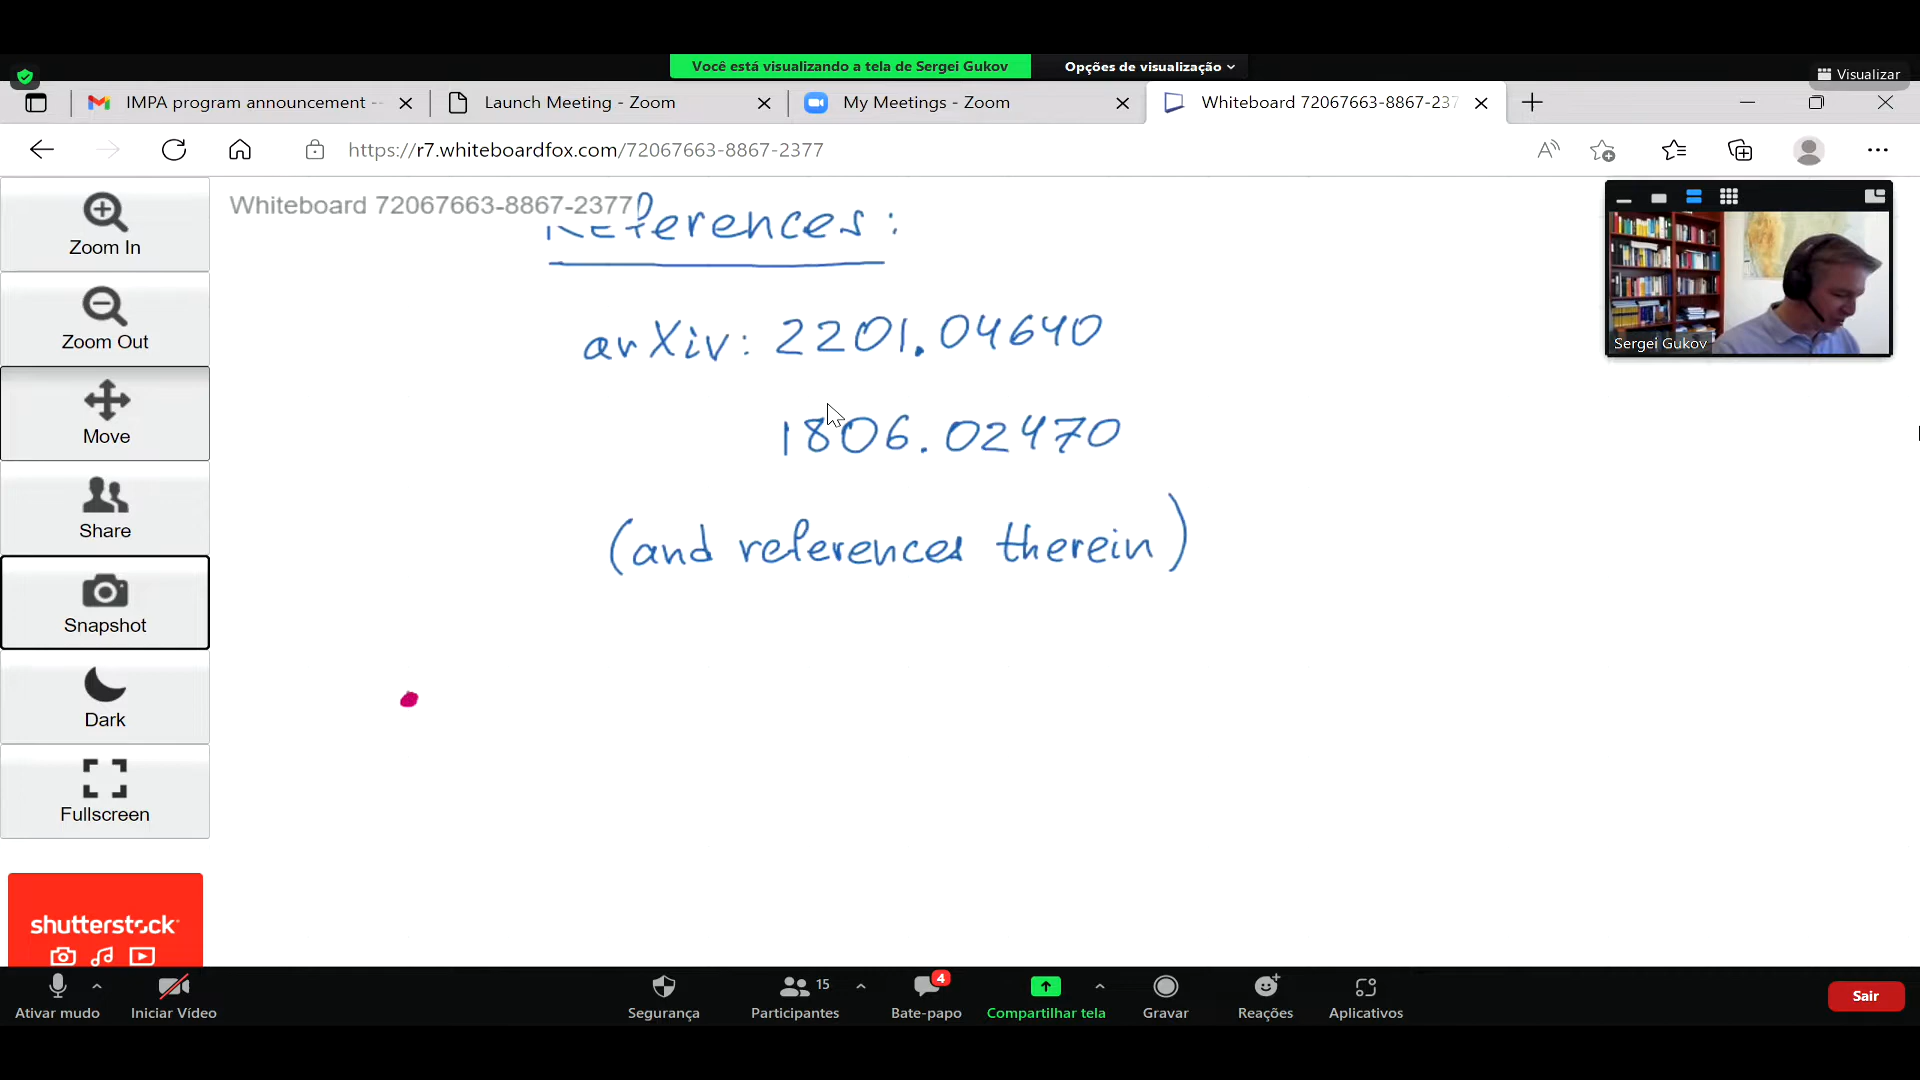 Você está visualizando a tela de Sergei Gukov
Opções de visualização
Visualizar
IMPA program announcement --
Launch Meeting - Zoom
My Meetings - Zoom
Whiteboard 72067663-8867-237
https://r7.whiteboardfox.com/72067663-8867-2377
Whiteboard 72067663-8867-2377
References:
arXiv: 2201.04640
1806.02470
(and references therein)
Zoom In
Zoom Out
Move
Share
Snapshot
Dark
Fullscreen
shutterstock
Sergei Gukov
Ativar mudo
Iniciar Vídeo
Segurança
15
Participantes
4
Bate-papo
Compartilhar tela
Gravar
Reações
Aplicativos
Sair